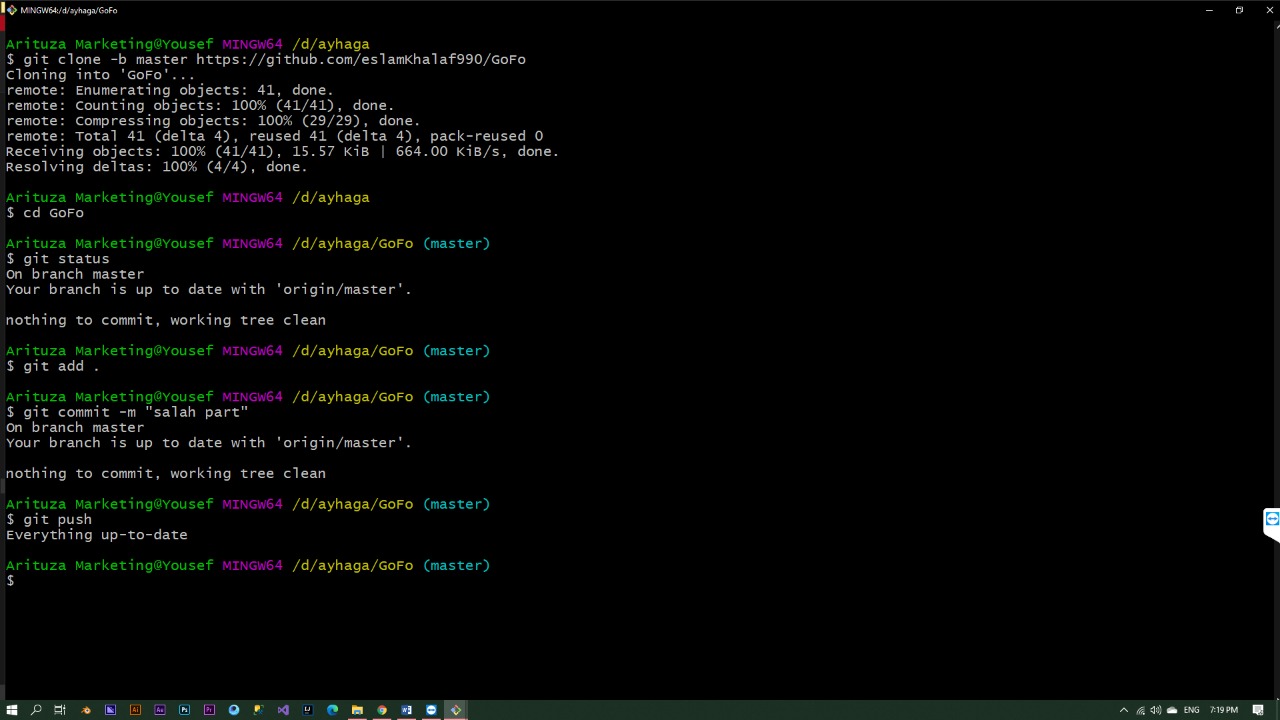 MINGW64:/d/ayhaga/GoFo
Arituza Marketing@Yousef MINGW64 /d/ayhaga
$ git clone -b master https://github.com/eslamKhalaf990/GoFo
Cloning into 'GoFo'...
remote: Enumerating objects: 41, done.
remote: Counting objects: 100% (41/41), done.
remote: Compressing objects: 100% (29/29), done.
remote: Total 41 (delta 4), reused 41 (delta 4), pack-reused 0
Receiving objects: 100% (41/41), 15.57 KiB | 664.00 KiB/s, done.
Resolving deltas: 100% (4/4), done.
Arituza Marketing@Yousef MINGW64 /d/ayhaga
$ cd GoFo
Arituza Marketing@Yousef MINGW64 /d/ayhaga/GoFo (master)
$ git status
On branch master
Your branch is up to date with 'origin/master'.
nothing to commit, working tree clean
Arituza Marketing@Yousef MINGW64 /d/ayhaga/GoFo (master)
$ git add .
Arituza Marketing@Yousef MINGW64 /d/ayhaga/GoFo (master)
$ git commit -m "salah part"
On branch master
Your branch is up to date with 'origin/master'.
nothing to commit, working tree clean
Arituza Marketing@Yousef MINGW64 /d/ayhaga/GoFo (master)
$ git push
Everything up-to-date
Arituza Marketing@Yousef MINGW64 /d/ayhaga/GoFo (master)
$
Ai Au Ps Pr IJ W ENG 7:19 PM